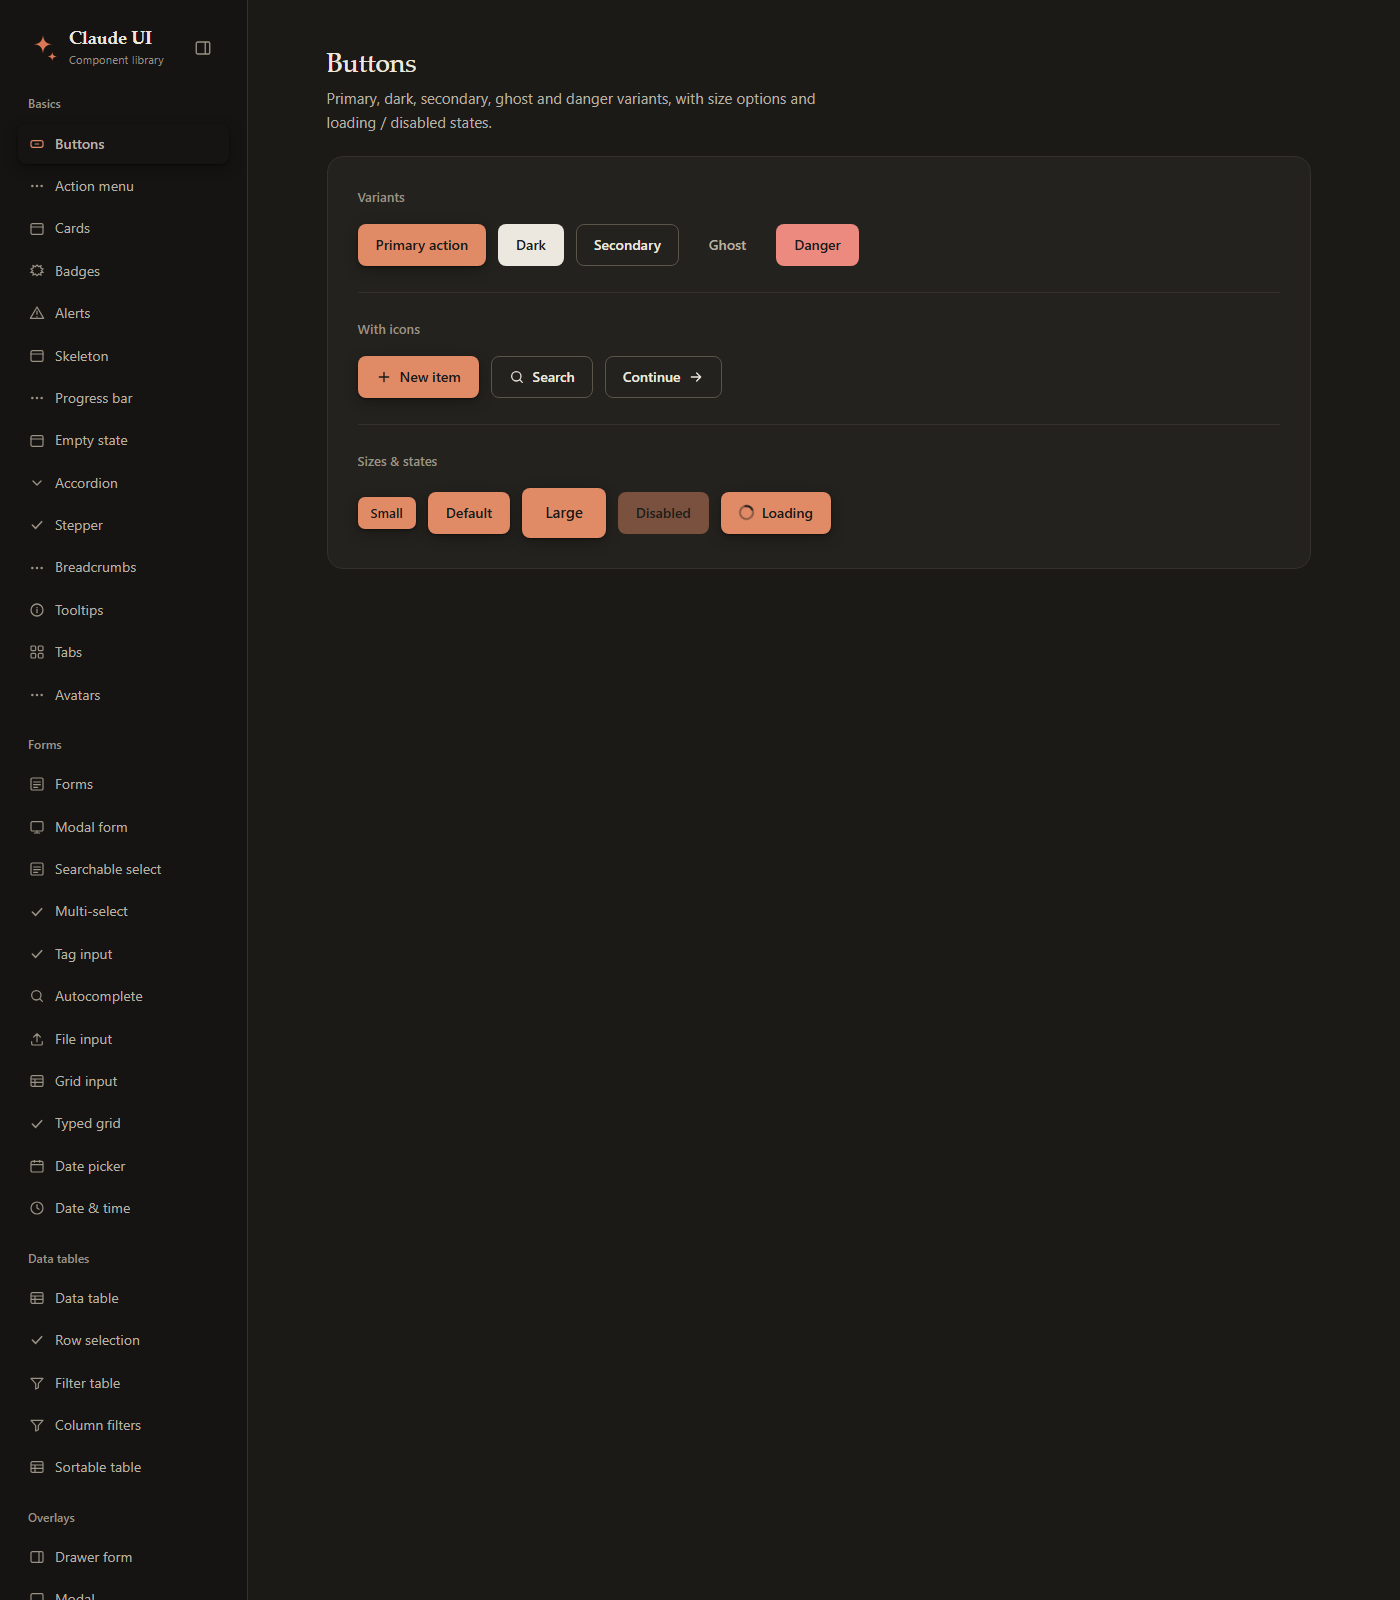 Claude UI
Component library
Basics
Buttons
Action menu
Cards
Badges
Alerts
Skeleton
Progress bar
Empty state
Accordion
Stepper
Breadcrumbs
Tooltips
Tabs
Avatars
Forms
Forms
Modal form
Searchable select
Multi-select
Tag input
Autocomplete
File input
Grid input
Typed grid
Date picker
Date & time
Data tables
Data table
Row selection
Filter table
Column filters
Sortable table
Overlays
Drawer form
Modal
Buttons
Primary, dark, secondary, ghost and danger variants, with size options and
loading / disabled states.
Variants
Primary action Dark Secondary Ghost Danger
With icons
New item Search Continue
Sizes & states
Small Default Large Disabled Loading